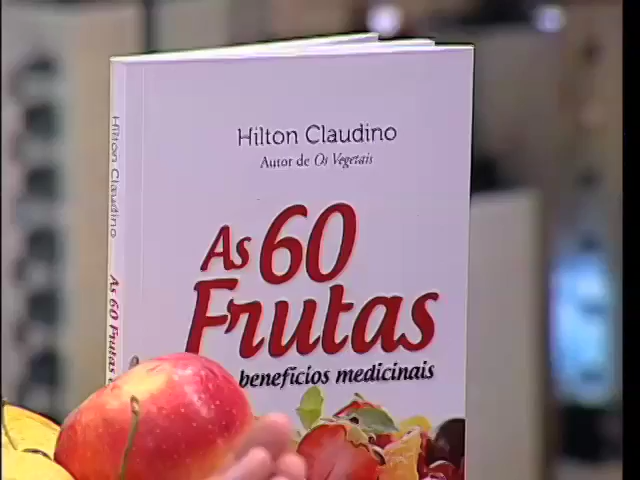 Hilton Claudino
Autor de Os Vegetais
As 60
Frutas
benefícios medicinais
Hilton Claudino
As 60 Frutas